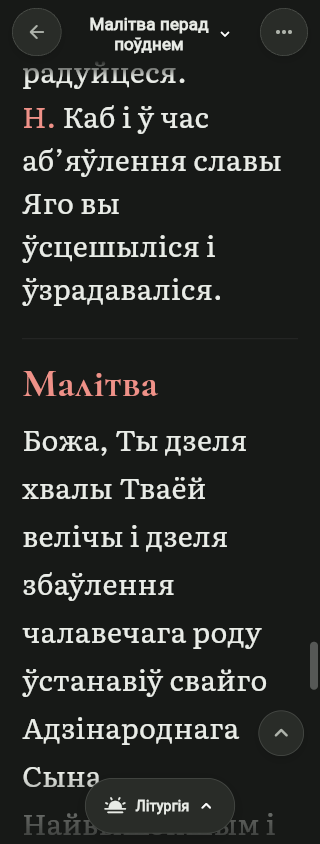 Малітва перад
поўднем
радуйцеся.
Н. Каб і ў час
аб’яўлення славы
Яго вы
ўсцешыліся і
ўзрадаваліся.
Малітва
Божа, Ты дзеля
хвалы Тваёй
велічы і дзеля
збаўлення
чалавечага роду
ўстанавіў свайго
Адзінароднага
Сына
і
Літургія